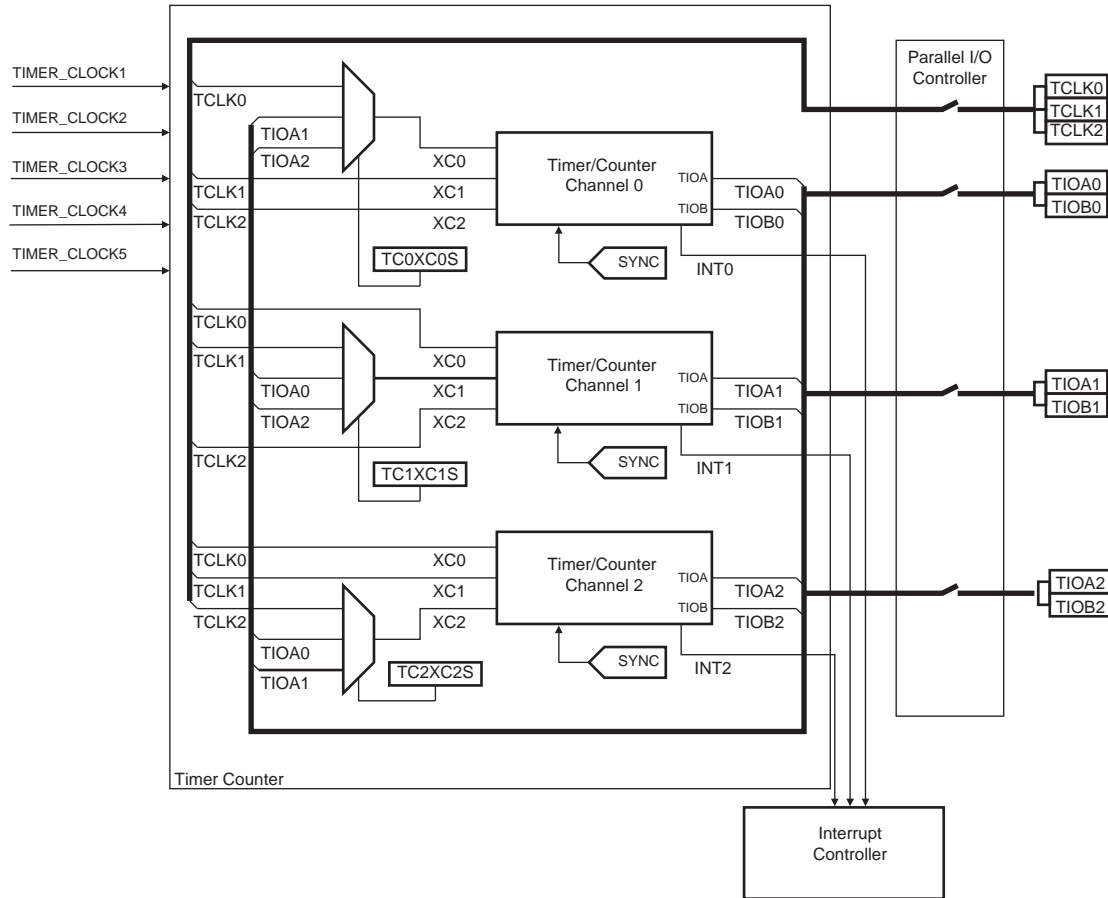 TIMER_CLOCK1
TIMER_CLOCK2
TIMER_CLOCK3
TIMER_CLOCK4
TIMER_CLOCK5
TCLK0
TIOA1
TIOA2
TCLK1
TCLK2
XC0
XC1
XC2
TC0XC0S
Timer/Counter
Channel 0
TIOA
TIOB
TIOA0
TIOB0
SYNC
INT0
TCLK0
TCLK1
TIOA0
TIOA2
TCLK2
XC0
XC1
XC2
TC1XC1S
Timer/Counter
Channel 1
TIOA
TIOB
TIOA1
TIOB1
SYNC
INT1
TCLK0
TCLK1
TCLK2
TIOA0
TIOA1
XC0
XC1
XC2
TC2XC2S
Timer/Counter
Channel 2
TIOA
TIOB
TIOA2
TIOB2
SYNC
INT2
Timer Counter
Parallel I/O
Controller
TCLK0
TCLK1
TCLK2
TIOA0
TIOB0
TIOA1
TIOB1
TIOA2
TIOB2
Interrupt
Controller